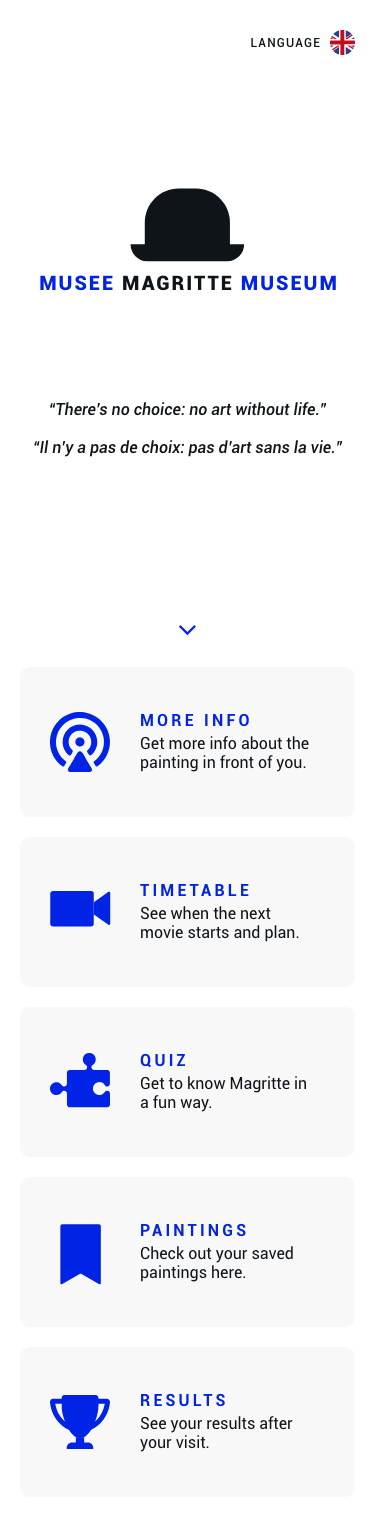 LANGUAGE
MUSEE MAGRITTE MUSEUM
“There's no choice: no art without life.”
“Il n'y a pas de choix: pas d'art sans la vie.”
MORE INFO
Get more info about the
painting in front of you.
TIMETABLE
See when the next
movie starts and plan.
QUIZ
Get to know Magritte in
a fun way.
PAINTINGS
Check out your saved
paintings here.
RESULTS
See your results after
your visit.